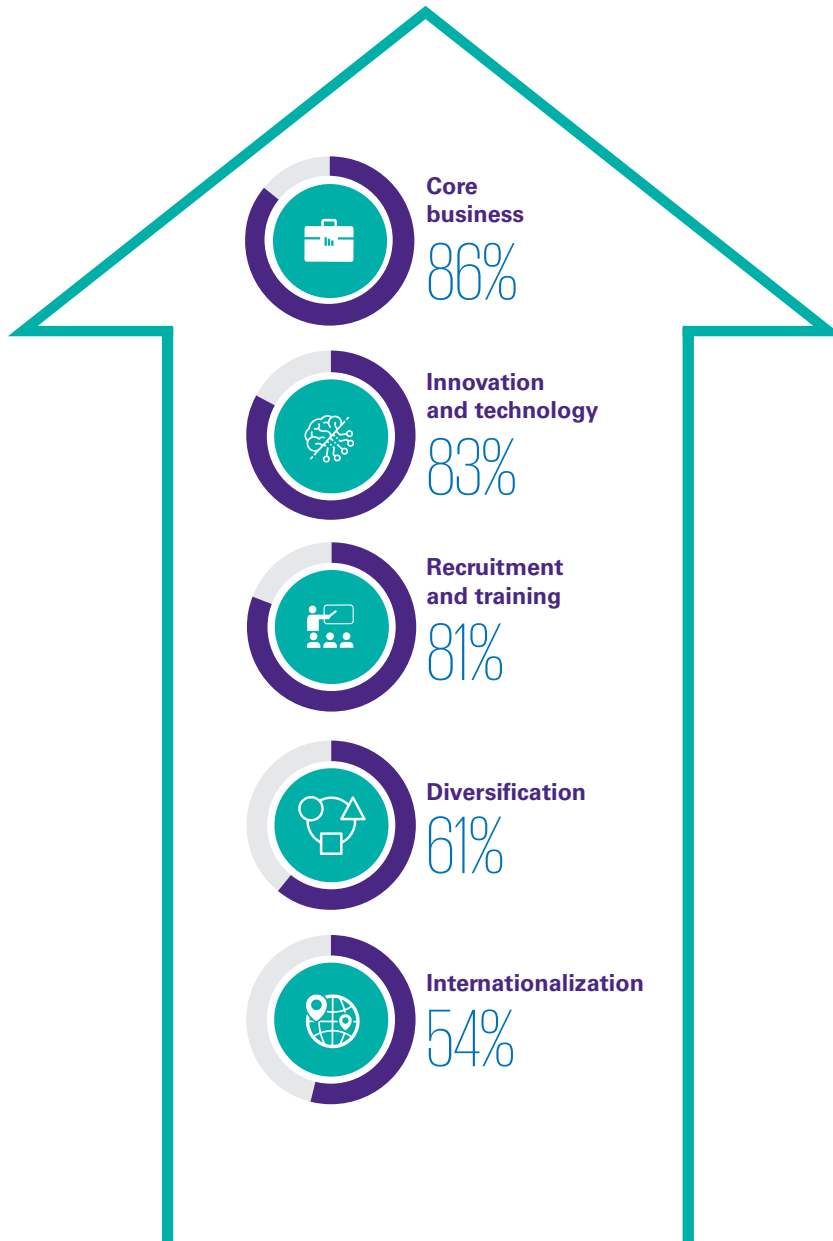 Core
business
86%
Innovation
and technology
83%
Recruitment
and training
81%
Diversification
61%
Internationalization
54%